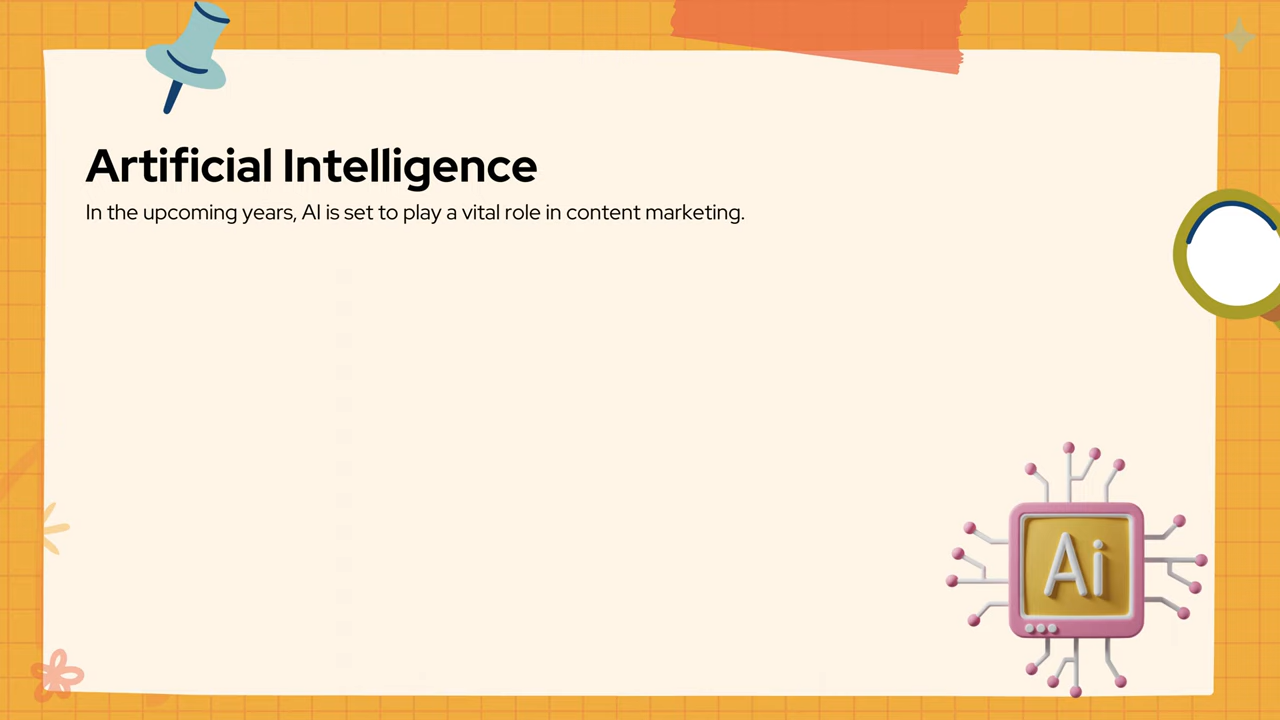 Artificial Intelligence
In the upcoming years, AI is set to play a vital role in content marketing.
Ai